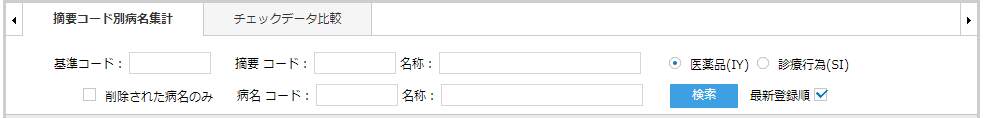 摘要コード別病名集計 チェックデータ比較
基準コード： 摘要 コード： 名称： 医薬品(IY) 診療行為(SI)
削除された病名のみ 病名 コード： 名称： 検索 最新登録順